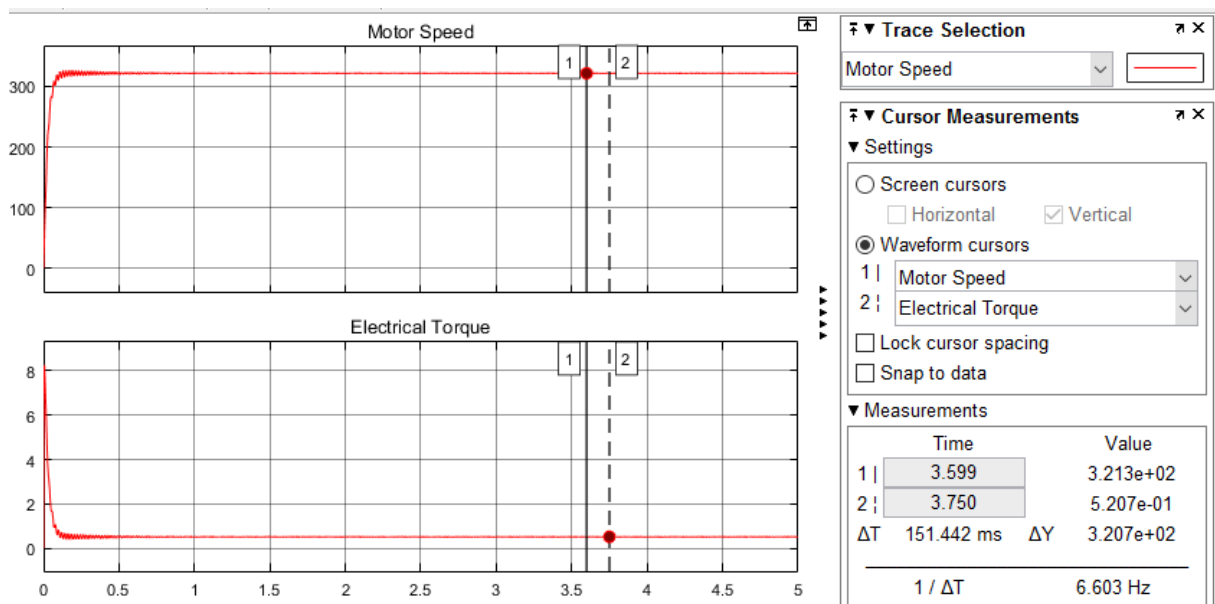 Motor Speed
300
200
100
0
1
2
Electrical Torque
8
6
4
2
0
1
2
0 0.5 1 1.5 2 2.5 3 3.5 4 4.5 5
Trace Selection
Motor Speed
Cursor Measurements
Settings
Screen cursors
Horizontal Vertical
Waveform cursors
1 | Motor Speed
2 ¦ Electrical Torque
Lock cursor spacing
Snap to data
Measurements
Time Value
1 | 3.599 3.213e+02
2 ¦ 3.750 5.207e-01
ΔT 151.442 ms ΔY 3.207e+02
1 / ΔT 6.603 Hz